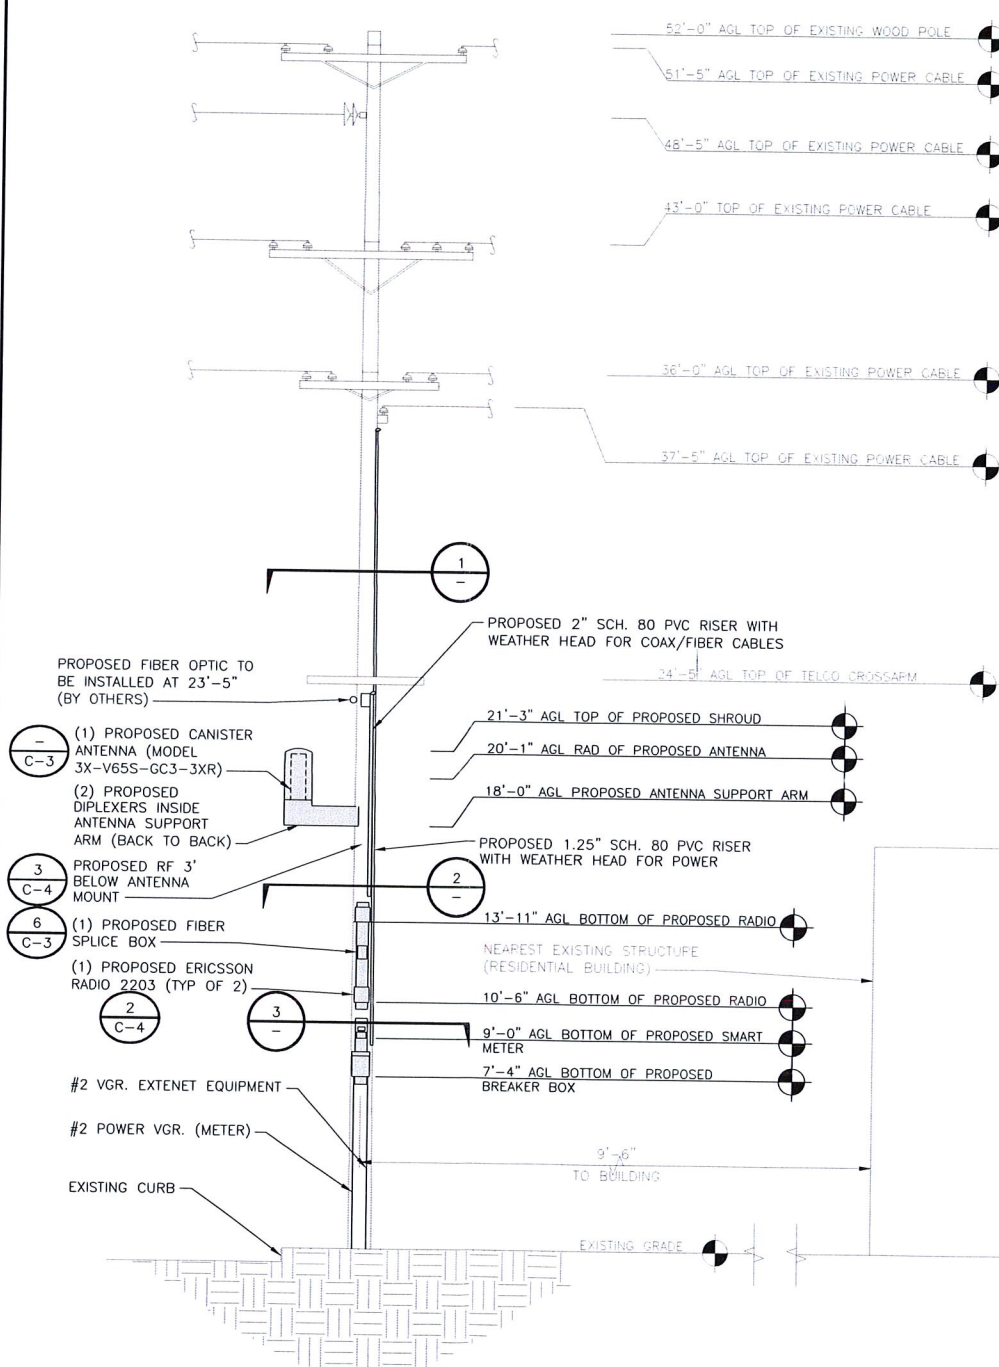 52'-0" AGL TOP OF EXISTING WOOD POLE
51'-5" AGL TOP OF EXISTING POWER CABLE
48'-5" AGL TOP OF EXISTING POWER CABLE
43'-0" TOP OF EXISTING POWER CABLE
36'-0" AGL TOP OF EXISTING POWER CABLE
37'-5" AGL TOP OF EXISTING POWER CABLE
1
-
PROPOSED 2" SCH. 80 PVC RISER WITH
WEATHER HEAD FOR COAX/FIBER CABLES
PROPOSED FIBER OPTIC TO
BE INSTALLED AT 23'-5"
(BY OTHERS)
24'-5" AGL TOP OF TELCO CROSSARM
-
C-3
(1) PROPOSED CANISTER
ANTENNA (MODEL
3X-V65S-GC3-3XR)
21'-3" AGL TOP OF PROPOSED SHROUD
20'-1" AGL RAD OF PROPOSED ANTENNA
18'-0" AGL PROPOSED ANTENNA SUPPORT ARM
(2) PROPOSED
DIPLEXERS INSIDE
ANTENNA SUPPORT
ARM (BACK TO BACK)
PROPOSED 1.25" SCH. 80 PVC RISER
WITH WEATHER HEAD FOR POWER
3
C-4
PROPOSED RF 3'
BELOW ANTENNA
MOUNT
2
-
6
C-3
(1) PROPOSED FIBER
SPLICE BOX
13'-11" AGL BOTTOM OF PROPOSED RADIO
NEAREST EXISTING STRUCTURE
(RESIDENTIAL BUILDING)
(1) PROPOSED ERICSSON
RADIO 2203 (TYP OF 2)
2
C-4
10'-6" AGL BOTTOM OF PROPOSED RADIO
3
-
9'-0" AGL BOTTOM OF PROPOSED SMART
METER
7'-4" AGL BOTTOM OF PROPOSED
BREAKER BOX
#2 VGR. EXTENET EQUIPMENT
#2 POWER VGR. (METER)
9'-6"
TO BUILDING
EXISTING CURB
EXISTING GRADE